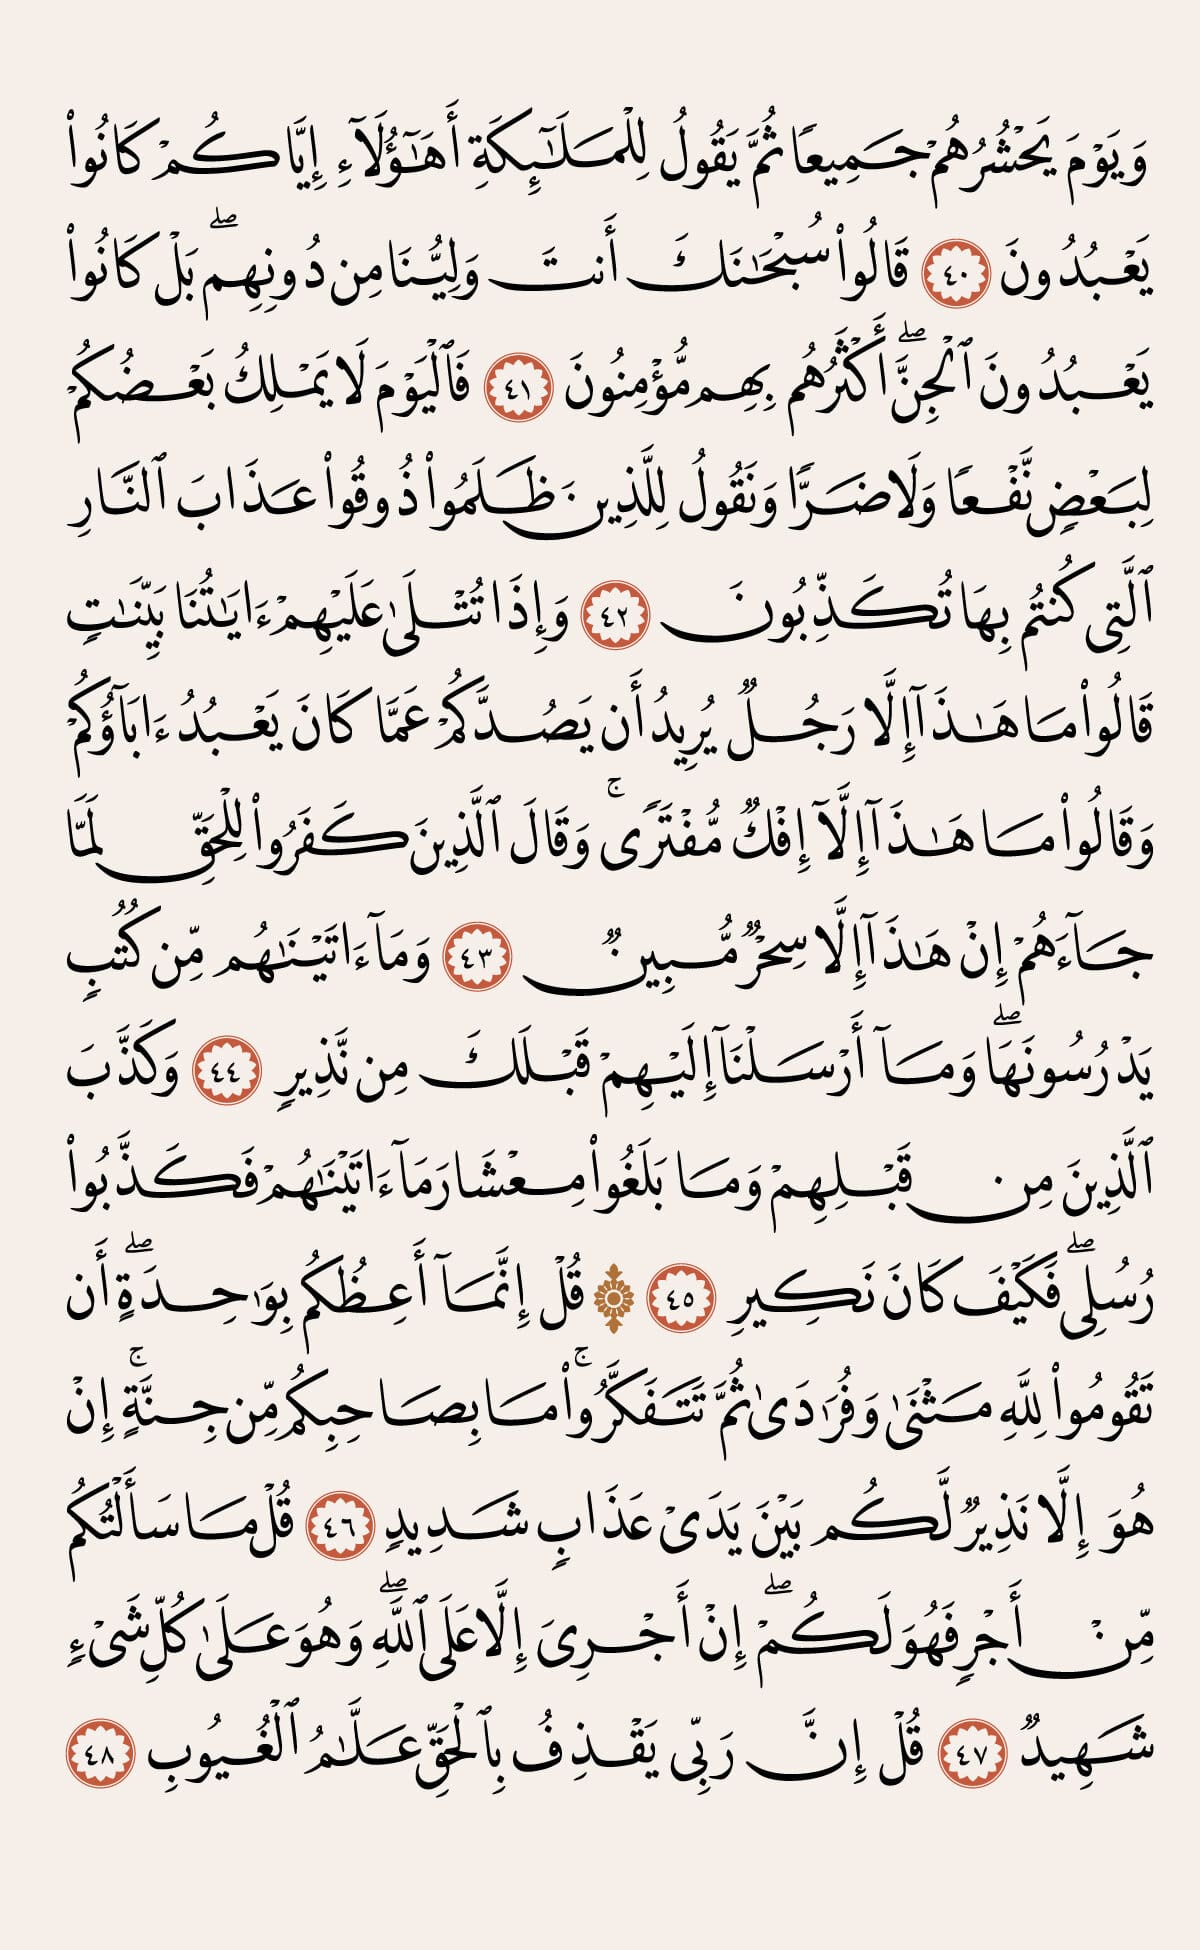 وَيَوْمَ يَحْشُرُهُمْ جَمِيعًا ثُمَّ يَقُولُ لِلْمَلَٰٓئِكَةِ أَهَٰٓؤُلَآءِ إِيَّاكُمْ كَانُوا۟
يَعْبُدُونَ ٤٠ قَالُوا۟ سُبْحَٰنَكَ أَنتَ وَلِيُّنَا مِن دُونِهِم ۖ بَلْ كَانُوا۟
يَعْبُدُونَ ٱلْجِنَّ ۖ أَكْثَرُهُم بِهِم مُّؤْمِنُونَ ٤١ فَٱلْيَوْمَ لَا يَمْلِكُ بَعْضُكُمْ
لِبَعْضٍ نَّفْعًا وَلَا ضَرًّا وَنَقُولُ لِلَّذِينَ ظَلَمُوا۟ ذُوقُوا۟ عَذَابَ ٱلنَّارِ
ٱلَّتِى كُنتُم بِهَا تُكَذِّبُونَ ٤٢ وَإِذَا تُتْلَىٰ عَلَيْهِمْ ءَايَٰتُنَا بَيِّنَٰتٍ
قَالُوا۟ مَا هَٰذَآ إِلَّا رَجُلٌ يُرِيدُ أَن يَصُدَّكُمْ عَمَّا كَانَ يَعْبُدُ ءَابَآؤُكُمْ
وَقَالُوا۟ مَا هَٰذَآ إِلَّآ إِفْكٌ مُّفْتَرًى ۚ وَقَالَ ٱلَّذِينَ كَفَرُوا۟ لِلْحَقِّ لَمَّا
جَآءَهُمْ إِنْ هَٰذَآ إِلَّا سِحْرٌ مُّبِينٌ ٤٣ وَمَآ ءَاتَيْنَٰهُم مِّن كُتُبٍ
يَدْرُسُونَهَا ۖ وَمَآ أَرْسَلْنَآ إِلَيْهِمْ قَبْلَكَ مِن نَّذِيرٍ ٤٤ وَكَذَّبَ
ٱلَّذِينَ مِن قَبْلِهِمْ وَمَا بَلَغُوا۟ مِعْشَارَ مَآ ءَاتَيْنَٰهُمْ فَكَذَّبُوا۟
رُسُلِى ۖ فَكَيْفَ كَانَ نَكِيرِ ٤٥ ۞ قُلْ إِنَّمَآ أَعِظُكُم بِوَٰحِدَةٍ ۖ أَن
تَقُومُوا۟ لِلَّهِ مَثْنَىٰ وَفُرَٰدَىٰ ثُمَّ تَتَفَكَّرُوا۟ ۚ مَا بِصَاحِبِكُم مِّن جِنَّةٍ ۚ إِنْ
هُوَ إِلَّا نَذِيرٌ لَّكُم بَيْنَ يَدَىْ عَذَابٍ شَدِيدٍ ٤٦ قُلْ مَا سَأَلْتُكُم
مِّنْ أَجْرٍ فَهُوَ لَكُمْ ۖ إِنْ أَجْرِىَ إِلَّا عَلَى ٱللَّهِ ۖ وَهُوَ عَلَىٰ كُلِّ شَىْءٍ
شَهِيدٌ ٤٧ قُلْ إِنَّ رَبِّى يَقْذِفُ بِٱلْحَقِّ عَلَّٰمُ ٱلْغُيُوبِ ٤٨